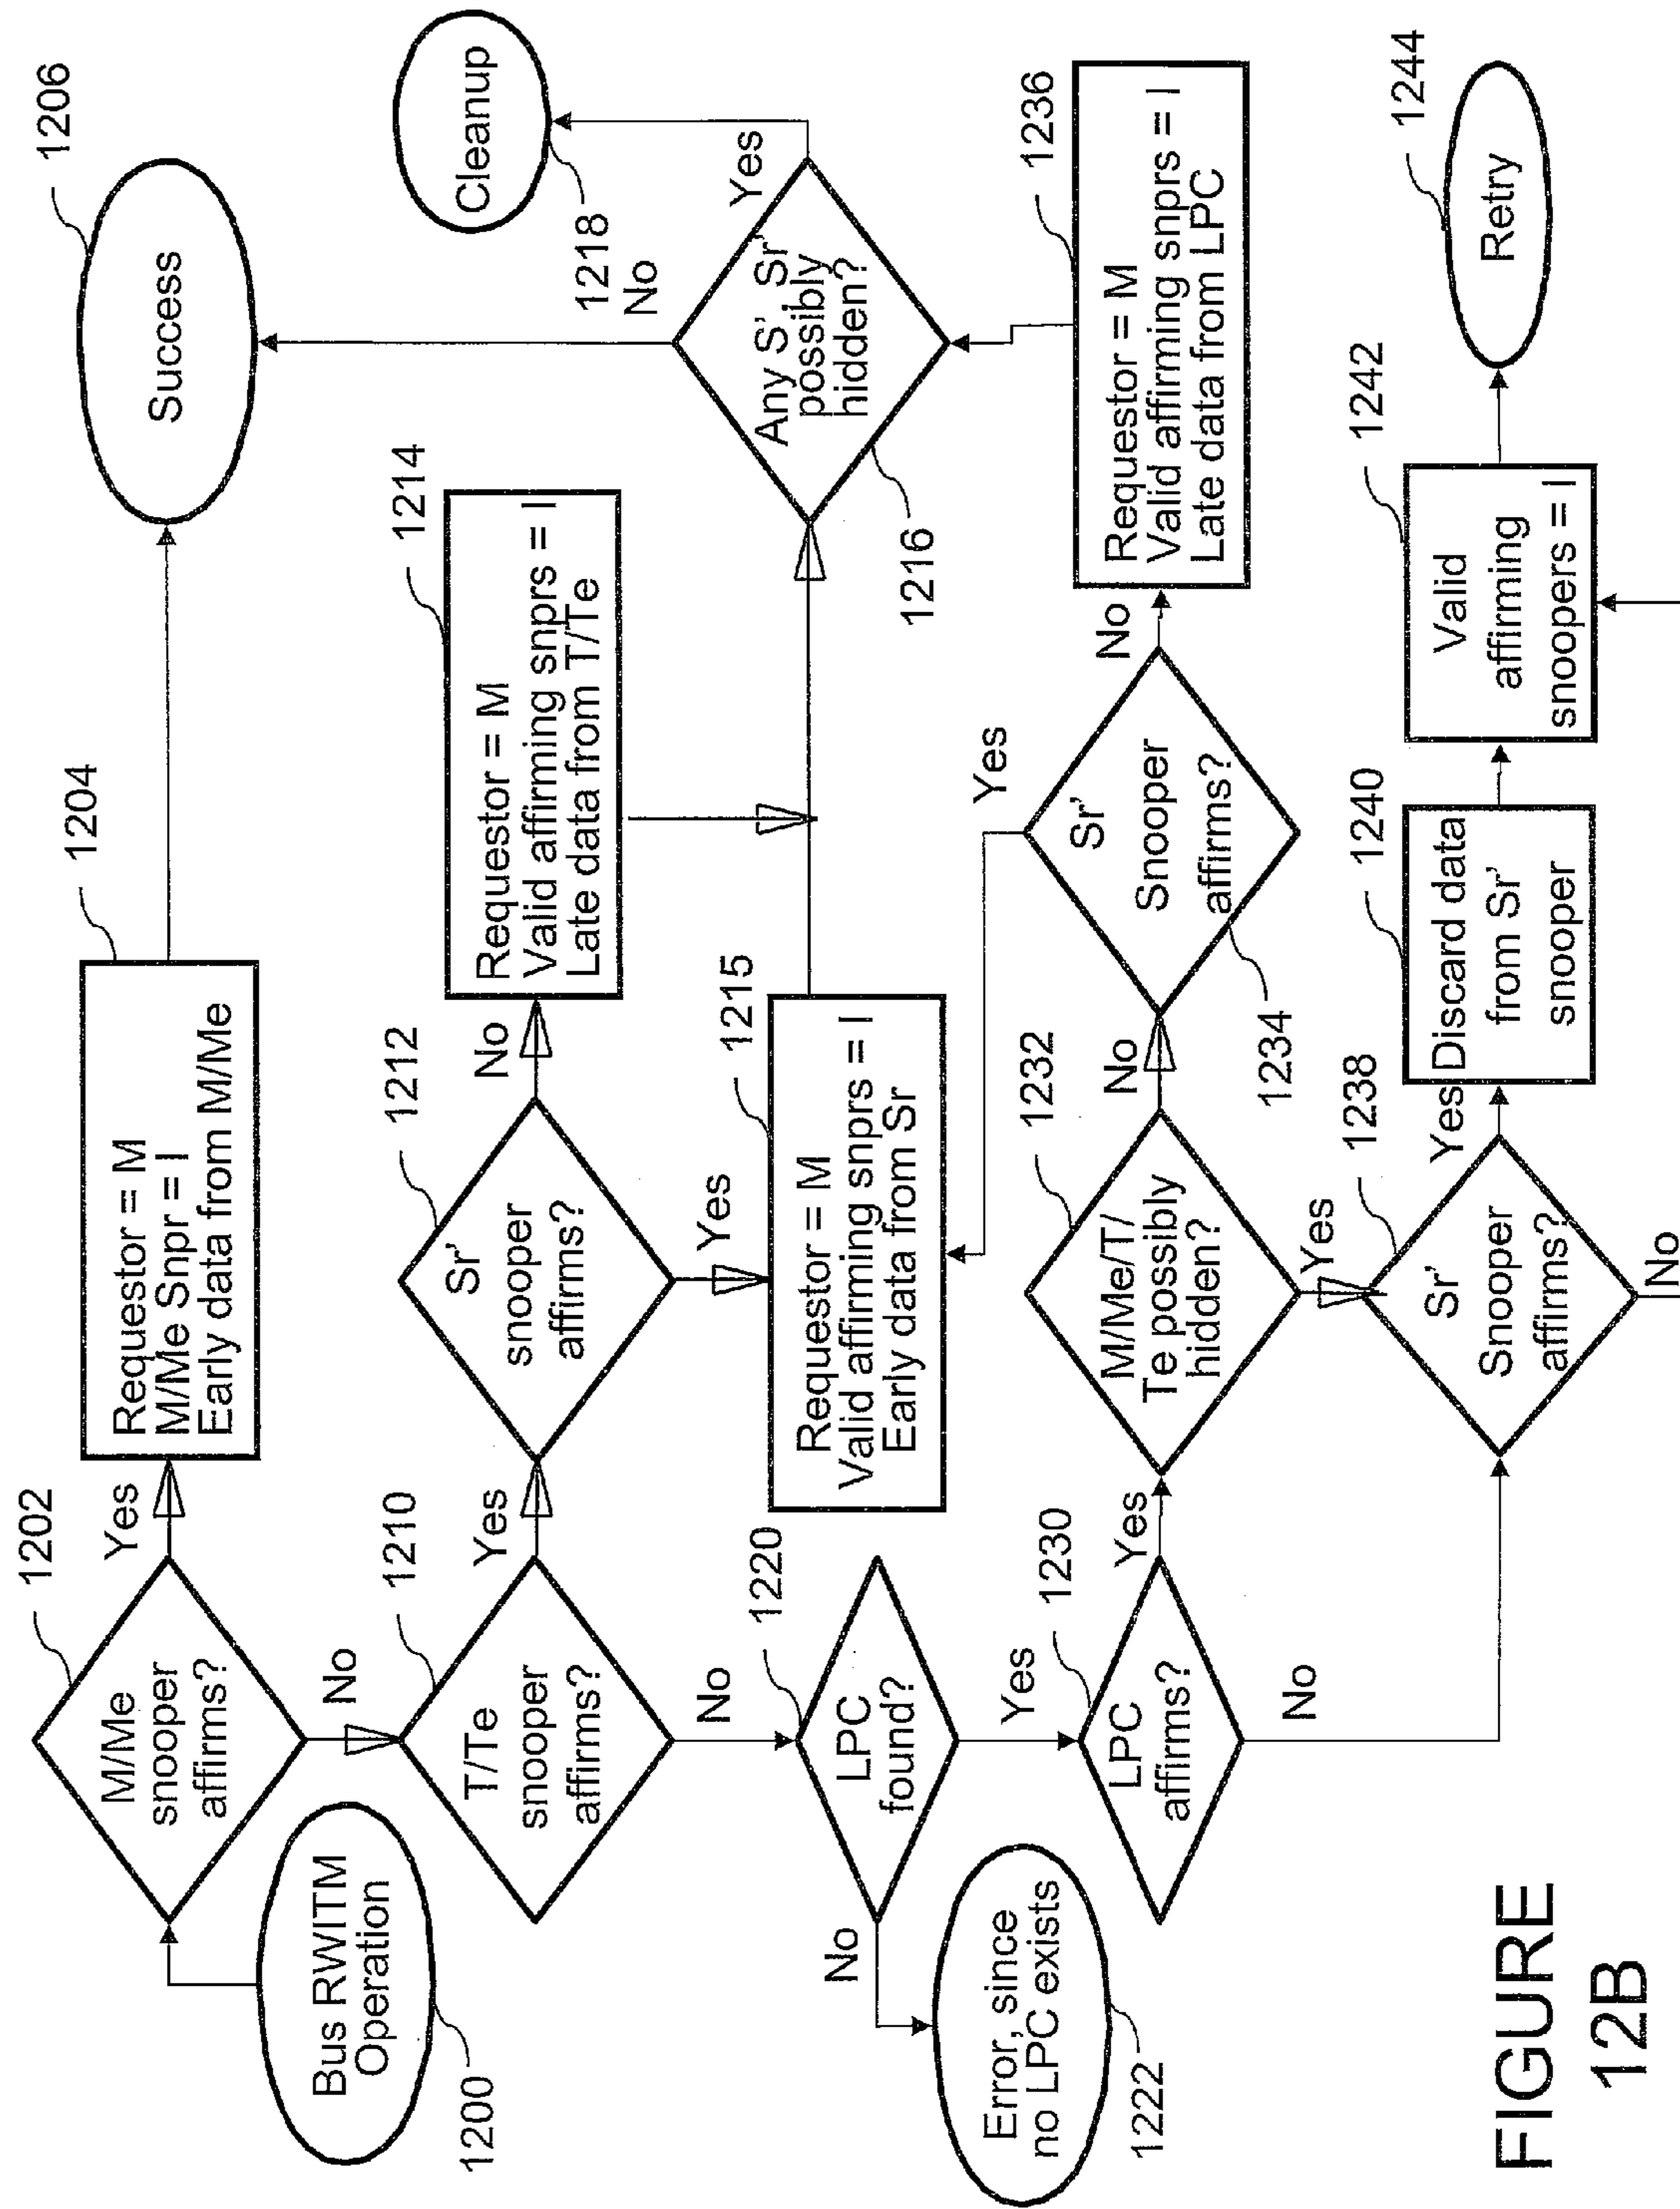 1200
Bus RWITM
Operation
1202
M/Me
snooper
affirms?
Yes
No
1204
Requestor = M
M/Me Snpr = I
Early data from M/Me
1206
Success
1210
T/Te
snooper
affirms?
Yes
No
1212
Sr'
snooper
affirms?
No
Yes
1214
Requestor = M
Valid affirming snprs = I
Late data from T/Te
1215
Requestor = M
Valid affirming snprs = I
Early data from Sr
1216
Any S', Sr'
possibly
hidden?
No
Yes
1218
Cleanup
1220
LPC
found?
No
Yes
1222
Error, since
no LPC exists
1230
LPC
affirms?
Yes
No
1232
M/Me/T/
Te possibly
hidden?
No
Yes
1234
Sr'
Snooper
affirms?
Yes
No
1236
Requestor = M
Valid affirming snprs = I
Late data from LPC
1238
Sr'
Snooper
affirms?
Yes
No
1240
Discard data
from Sr'
snooper
1242
Valid
affirming
snoopers = I
1244
Retry
FIGURE
12B